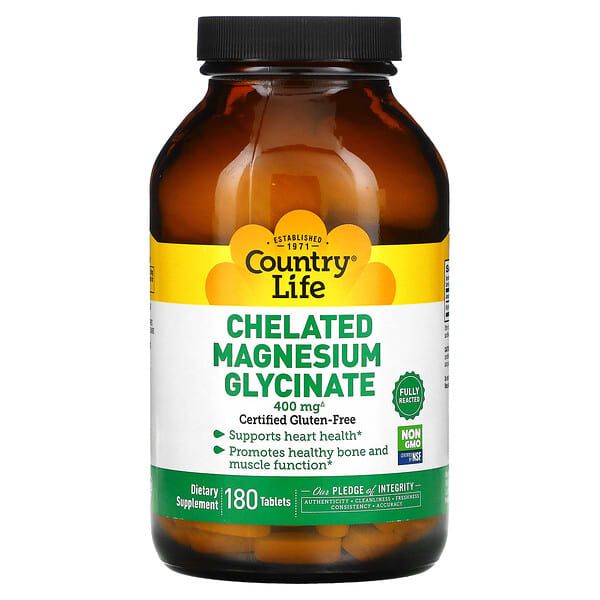 ESTABLISHED
1971
Country®
Life
CHELATED
MAGNESIUM
GLYCINATE
400 mg∆
Certified Gluten-Free
Supports heart health*
Promotes healthy bone and
muscle function*
FULLY
REACTED
NON
GMO
CERTIFIED BY
NSF
Dietary
Supplement
180 Tablets
Our PLEDGE of INTEGRITY
AUTHENTICITY • CLEANLINESS • FRESHNESS
CONSISTENCY • ACCURACY